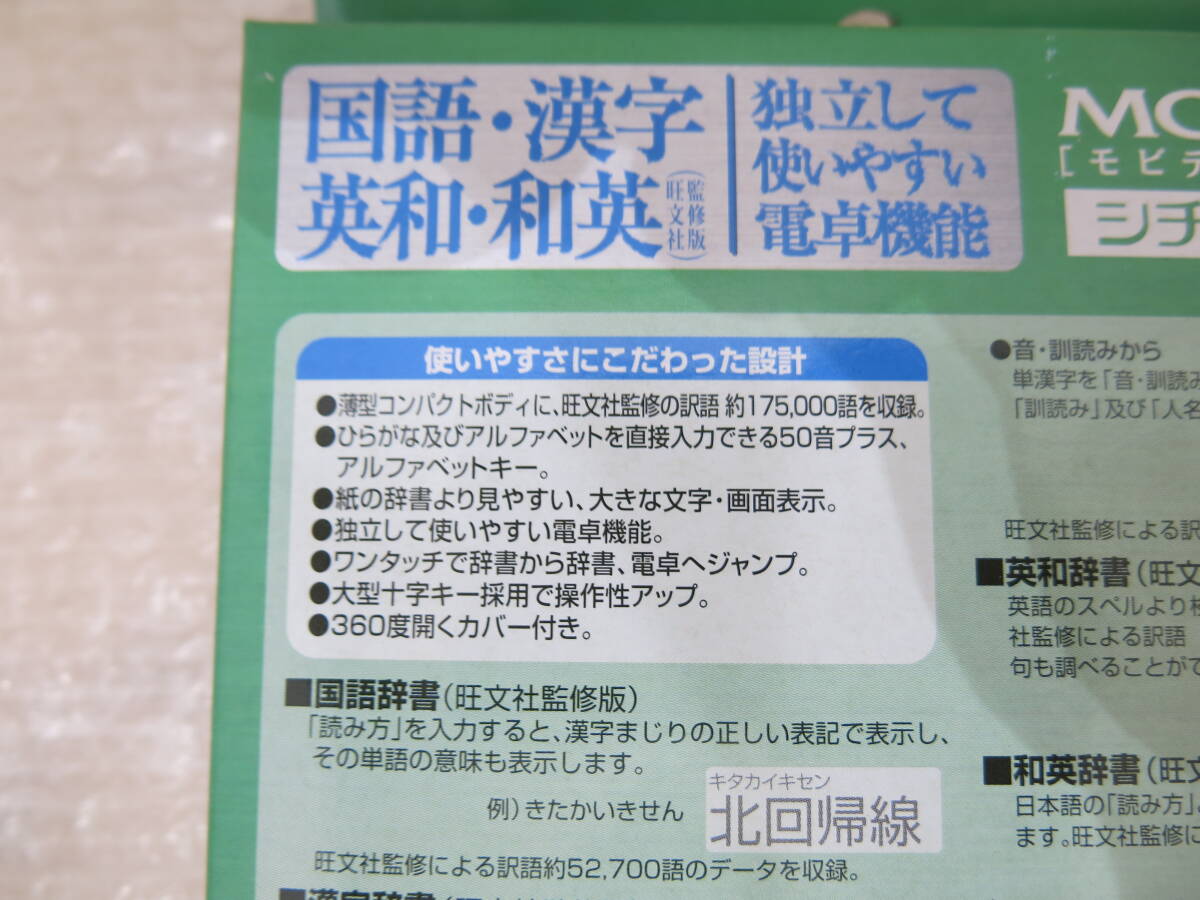 国語・漢字
英和・和英(旺文社監修版)
独立して
使いやすい
電卓機能
MO
[モビデ
シチ
使いやすさにこだわった設計
●薄型コンパクトボディに、旺文社監修の訳語 約175,000語を収録。
●ひらがな及びアルファベットを直接入力できる50音プラス、
アルファベットキー。
●紙の辞書より見やすい、大きな文字・画面表示。
●独立して使いやすい電卓機能。
●ワンタッチで辞書から辞書、電卓へジャンプ。
●大型十字キー採用で操作性アップ。
●360度開くカバー付き。
■国語辞書(旺文社監修版)
「読み方」を入力すると、漢字まじりの正しい表記で表示し、
その単語の意味も表示します。
例)きたかいきせん
キタカイキセン
北回帰線
旺文社監修による訳語約52,700語のデータを収録。
■漢字辞書
●音・訓読みから
単漢字を「音・訓読み
「訓読み」及び「人名
旺文社監修による訳
■英和辞書(旺文
英語のスペルより検
社監修による訳語
句も調べることがで
■和英辞書(旺文
日本語の「読み方」
ます。旺文社監修に